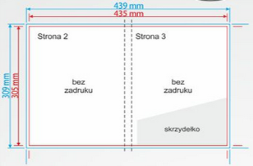 439 mm
435 mm
Strona 2
Strona 3
309 mm
305 mm
bez
zadruku
bez
zadruku
skrzydełko